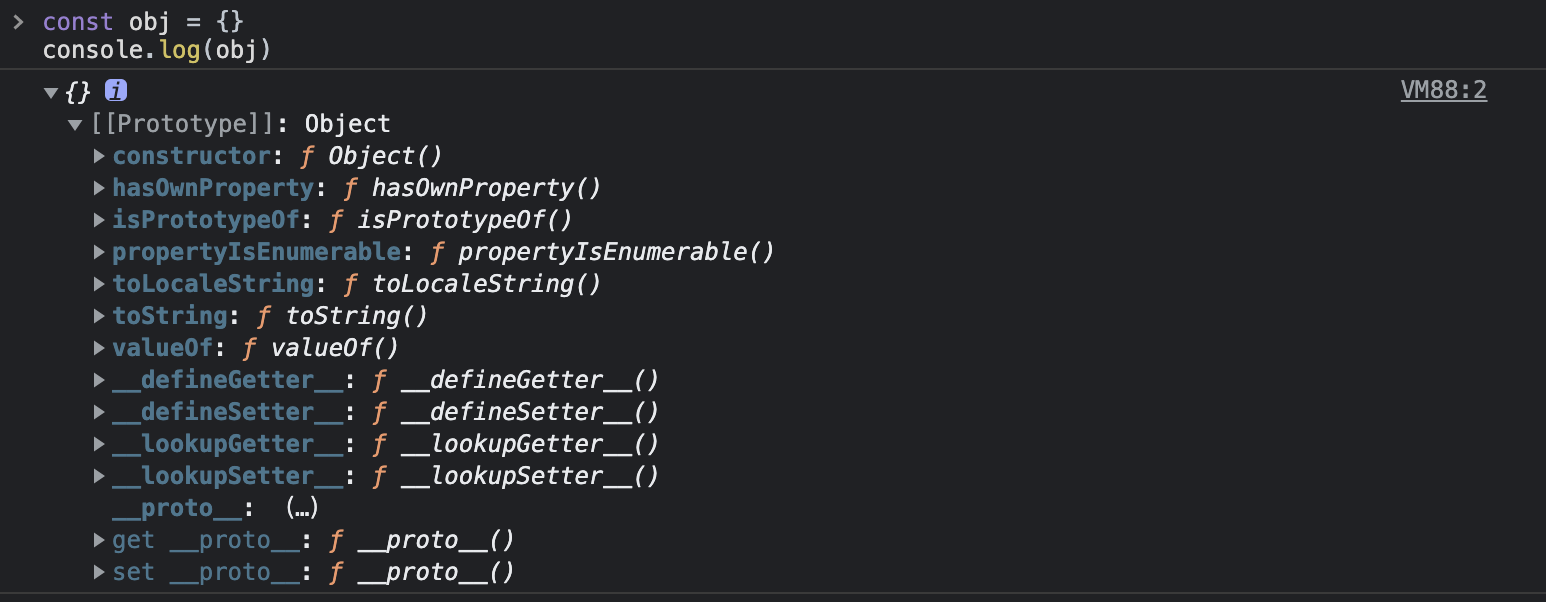 const obj = {}
console.log(obj)
{} i VM88:2
[[Prototype]]: Object
constructor: ƒ Object()
hasOwnProperty: ƒ hasOwnProperty()
isPrototypeOf: ƒ isPrototypeOf()
propertyIsEnumerable: ƒ propertyIsEnumerable()
toLocaleString: ƒ toLocaleString()
toString: ƒ toString()
valueOf: ƒ valueOf()
__defineGetter__: ƒ __defineGetter__()
__defineSetter__: ƒ __defineSetter__()
__lookupGetter__: ƒ __lookupGetter__()
__lookupSetter__: ƒ __lookupSetter__()
__proto__: (…)
get __proto__: ƒ __proto__()
set __proto__: ƒ __proto__()